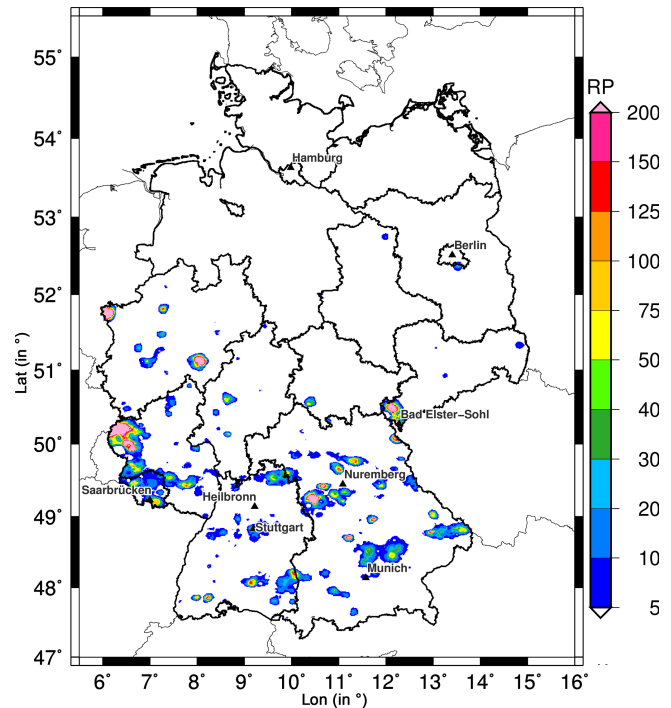 RP
55°
54°
53°
52°
51°
50°
49°
48°
47°
Lat (in °)
Hamburg
Berlin
Bad Elster−Sohl
Nuremberg
Saarbrücken
Heilbronn
Stuttgart
Munich
200
150
125
100
75
50
40
30
20
10
5
6° 7° 8° 9° 10° 11° 12° 13° 14° 15° 16°
Lon (in °)